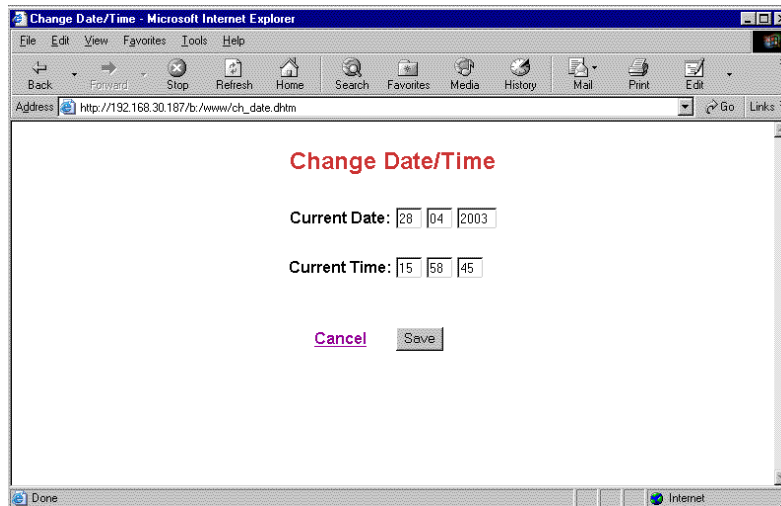 Change Date/Time - Microsoft Internet Explorer
File Edit View Favorites Tools Help
Back Forward Stop Refresh Home Search Favorites Media History Mail Print Edit
Address http://192.168.30.187/b:/www/ch_date.dhtm Go Links
Change Date/Time
Current Date: 28 04 2003
Current Time: 15 58 45
Cancel Save
Done Internet